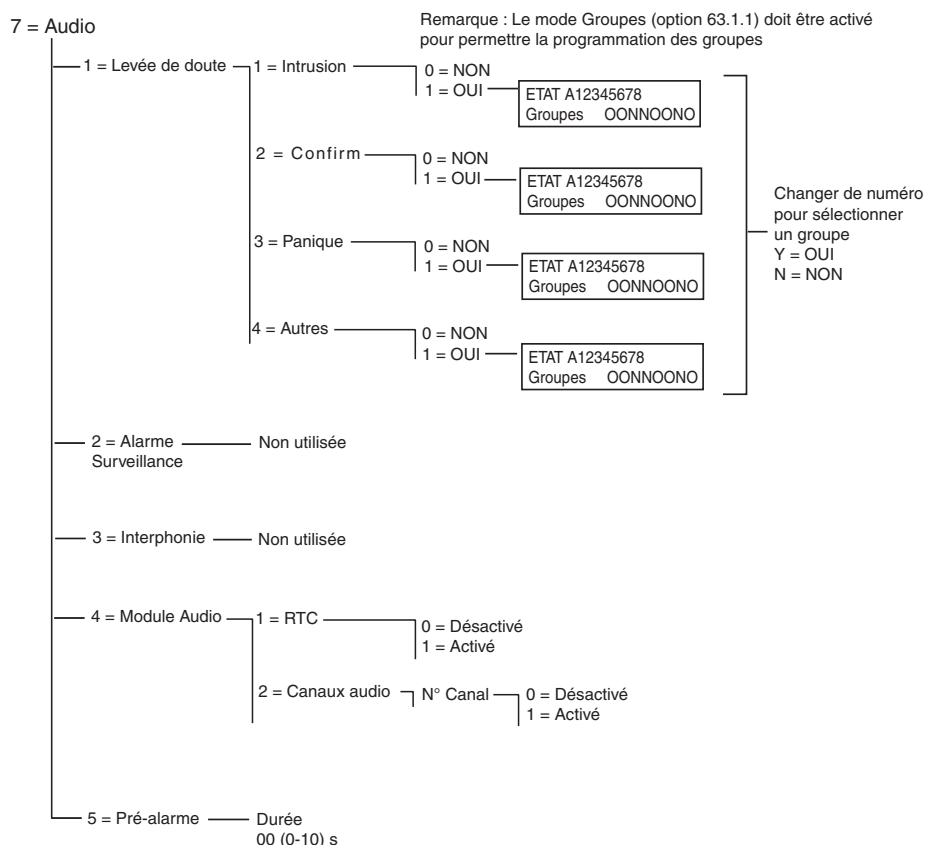 7 = Audio
Remarque : Le mode Groupes (option 63.1.1) doit être activé
pour permettre la programmation des groupes
1 = Levée de doute
1 = Intrusion
0 = NON
1 = OUI
ETAT A12345678
Groupes OONNOONO
2 = Confirm
0 = NON
1 = OUI
ETAT A12345678
Groupes OONNOONO
3 = Panique
0 = NON
1 = OUI
ETAT A12345678
Groupes OONNOONO
4 = Autres
0 = NON
1 = OUI
ETAT A12345678
Groupes OONNOONO
Changer de numéro
pour sélectionner
un groupe
Y = OUI
N = NON
2 = Alarme
Surveillance
Non utilisée
3 = Interphonie
Non utilisée
4 = Module Audio
1 = RTC
0 = Désactivé
1 = Activé
2 = Canaux audio
N° Canal
0 = Désactivé
1 = Activé
5 = Pré-alarme
Durée
00 (0-10) s